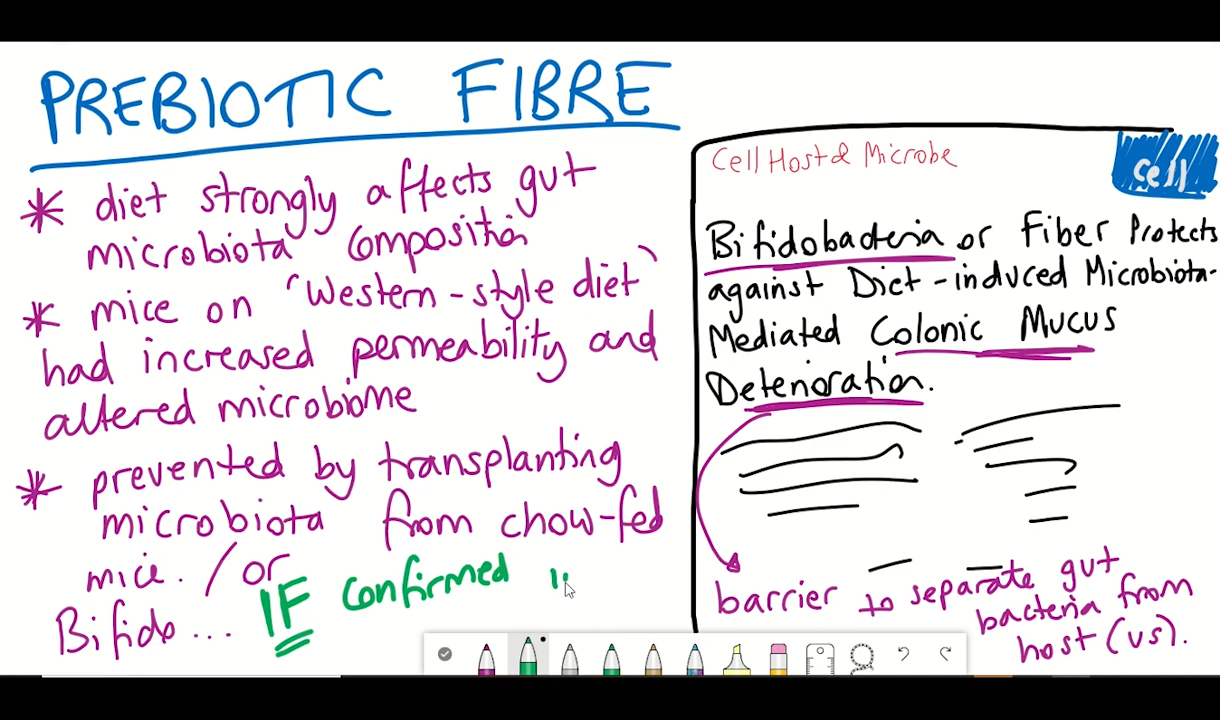 PREBIOTIC FIBRE
* diet strongly affects gut
microbiota composition
* mice on 'Western-style diet'
had increased permeability and
altered microbiome
* prevented by transplanting
microbiota from chow-fed
mice. / or
Bifido...
IF confirmed
Cell Host & Microbe
Cell
Bifidobacteria or Fiber Protects
against Diet-induced Microbiota-
Mediated Colonic Mucus
Deterioration.
barrier to separate gut
bacteria from
host (us).